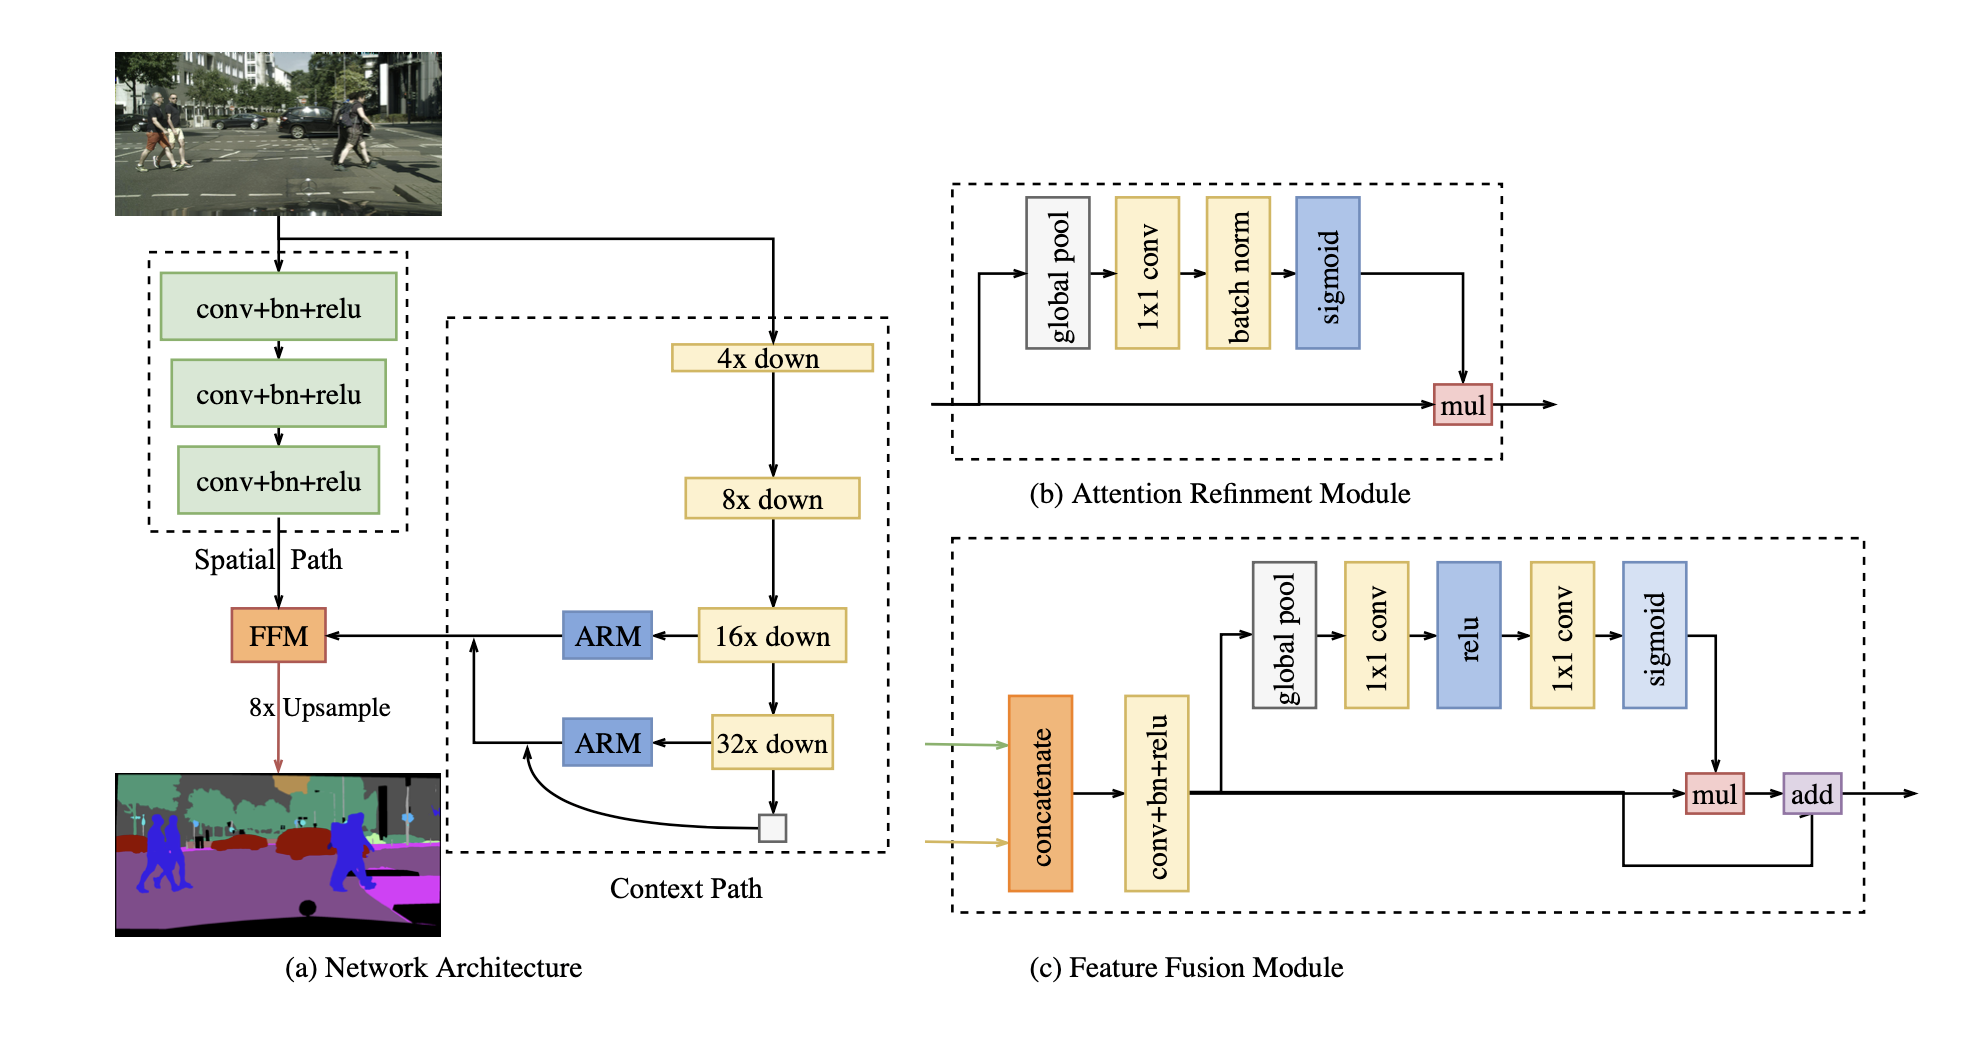 conv+bn+relu
conv+bn+relu
conv+bn+relu
Spatial Path
FFM
8x Upsample
4x down
8x down
16x down
ARM
32x down
ARM
Context Path
(a) Network Architecture
global pool
1x1 conv
batch norm
sigmoid
mul
(b) Attention Refinment Module
concatenate
conv+bn+relu
global pool
1x1 conv
relu
1x1 conv
sigmoid
mul
add
(c) Feature Fusion Module